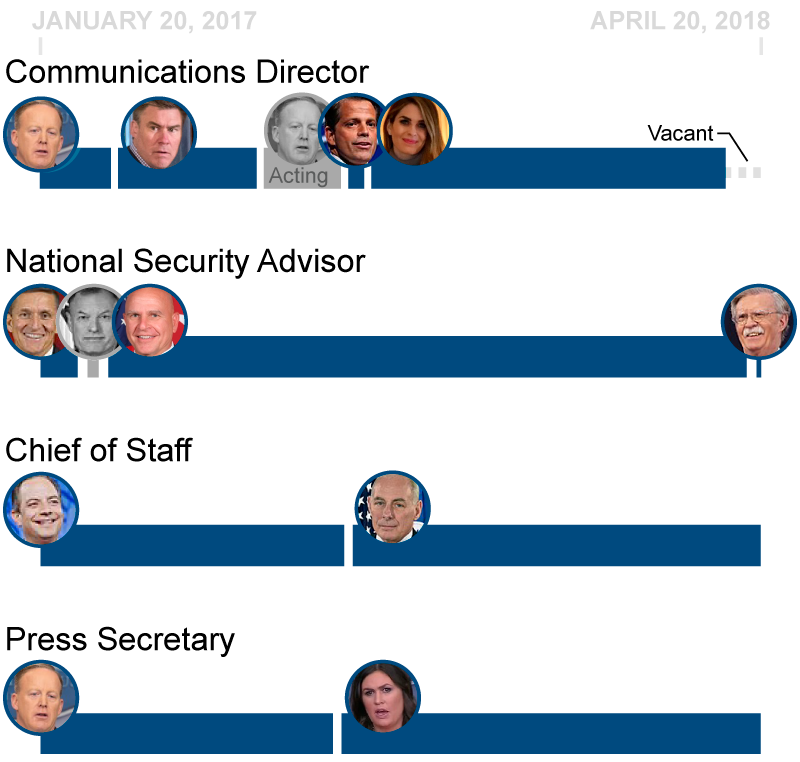 JANUARY 20, 2017
APRIL 20, 2018
Communications Director
Vacant
Acting
National Security Advisor
Chief of Staff
Press Secretary